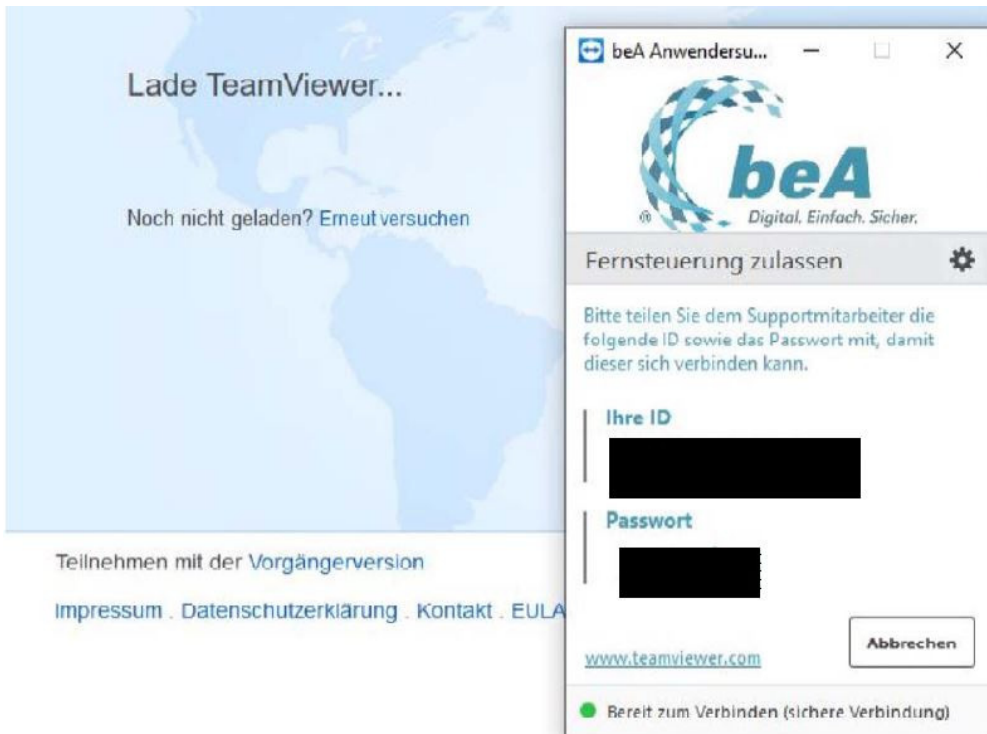 Lade TeamViewer...
Noch nicht geladen? Erneut versuchen
Teilnehmen mit der Vorgängerversion
Impressum . Datenschutzerklärung . Kontakt . EULA
beA Anwendersu...
beA
Digital. Einfach. Sicher.
®
Fernsteuerung zulassen
Bitte teilen Sie dem Supportmitarbeiter die
folgende ID sowie das Passwort mit, damit
dieser sich verbinden kann.
Ihre ID
Passwort
www.teamviewer.com
Abbrechen
Bereit zum Verbinden (sichere Verbindung)